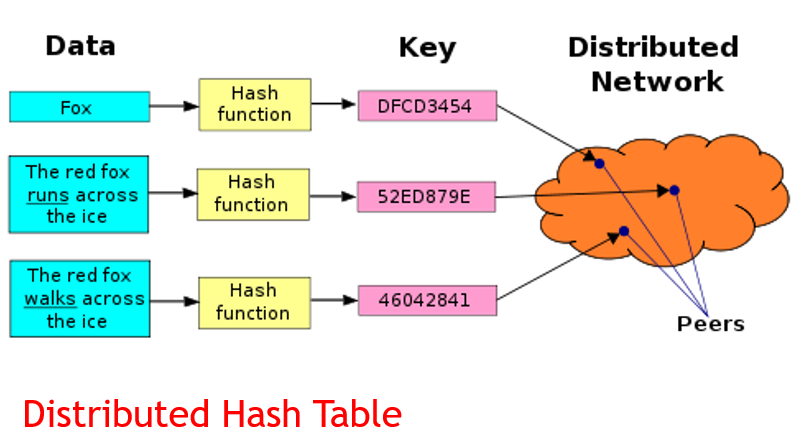 Data
Key
Distributed
Network
Fox
Hash
function
DFCD3454
The red fox
runs across
the ice
Hash
function
52ED879E
The red fox
walks across
the ice
Hash
function
46042841
Peers
Distributed Hash Table